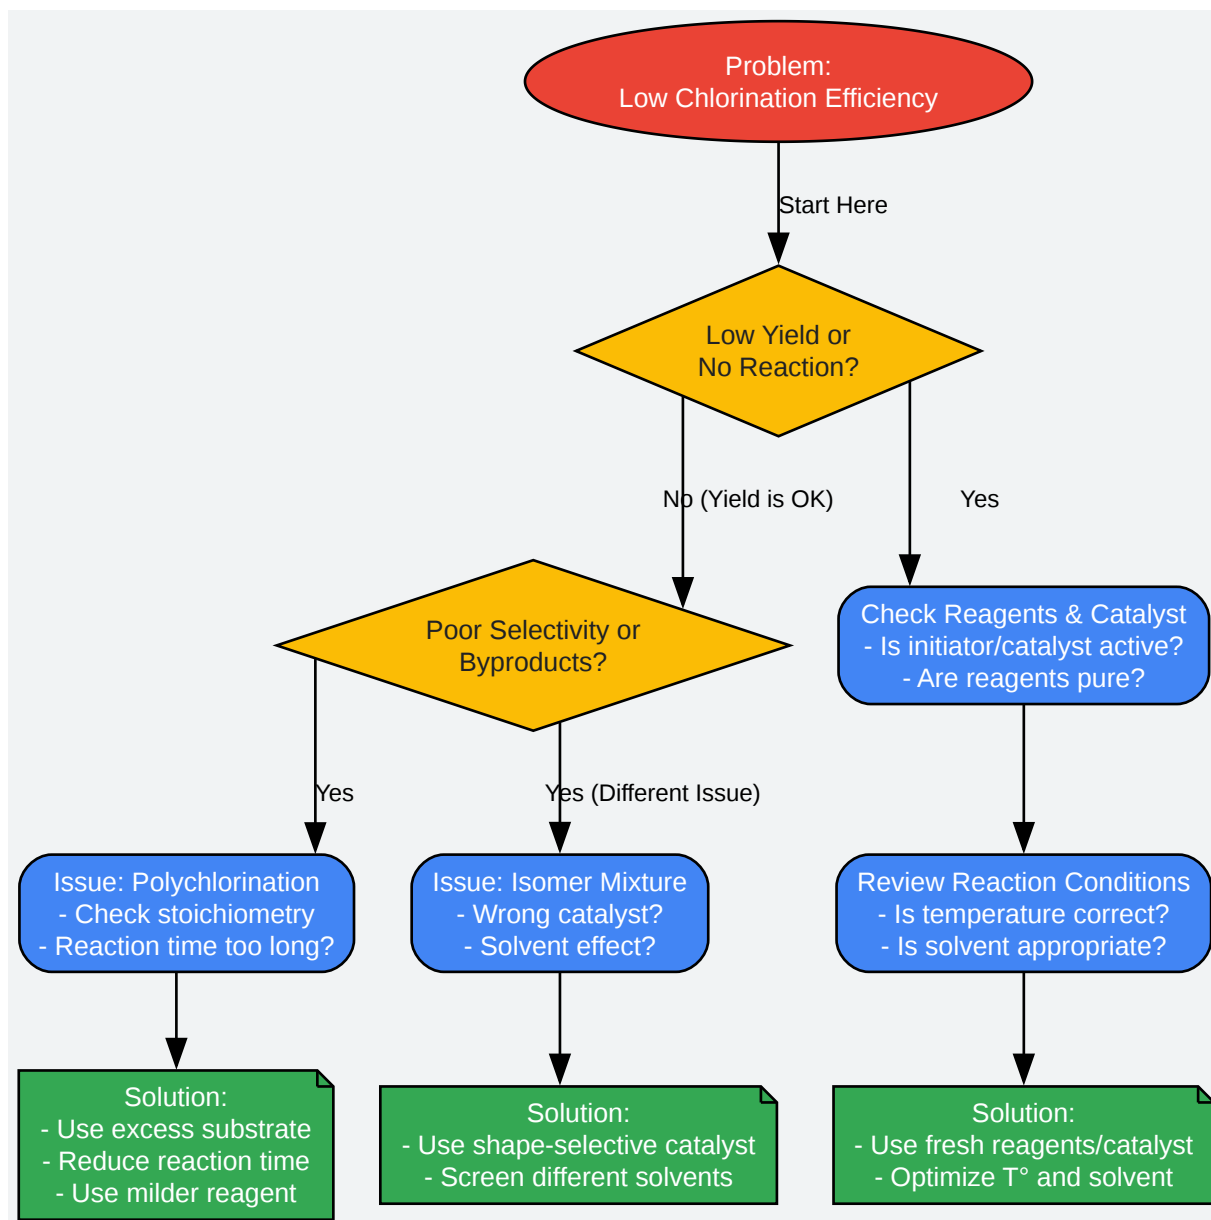 Problem:
Low Chlorination Efficiency
Start Here
Low Yield or
No Reaction?
No (Yield is OK)
Yes
Poor Selectivity or
Byproducts?
Check Reagents & Catalyst
- Is initiator/catalyst active?
- Are reagents pure?
Yes
Yes (Different Issue)
Issue: Polychlorination
- Check stoichiometry
- Reaction time too long?
Issue: Isomer Mixture
- Wrong catalyst?
- Solvent effect?
Review Reaction Conditions
- Is temperature correct?
- Is solvent appropriate?
Solution:
- Use excess substrate
- Reduce reaction time
- Use milder reagent
Solution:
- Use shape-selective catalyst
- Screen different solvents
Solution:
- Use fresh reagents/catalyst
- Optimize T° and solvent